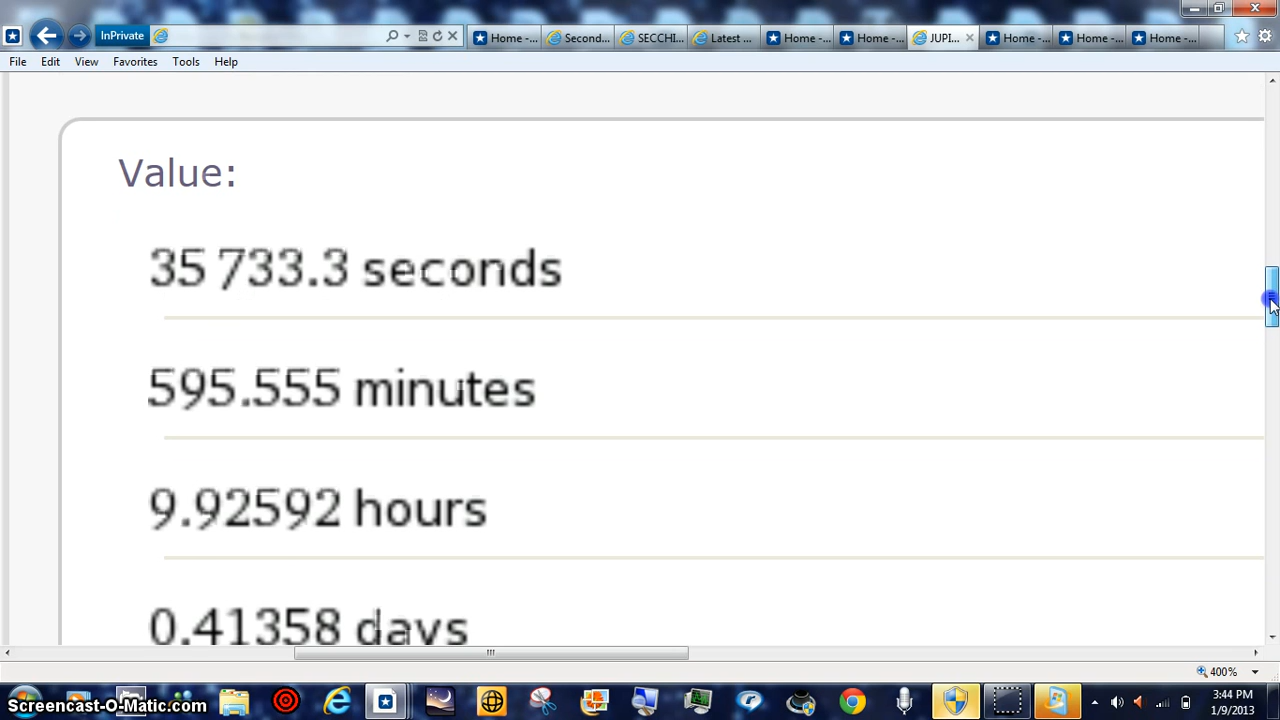 InPrivate
Home -...
Second...
SECCHI...
Latest ...
Home -...
Home -...
JUPI...
Home -...
Home -...
Home -...
File Edit View Favorites Tools Help
Value:
35 733.3 seconds
595.555 minutes
9.92592 hours
0.41358 days
400%
3:44 PM
1/9/2013
Screencast-O-Matic.com